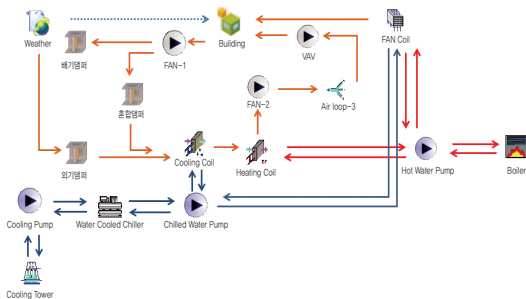 Weather
Building
FAN Coil
배기댐퍼
FAN-1
VAV
혼합댐퍼
FAN-2
Air loop-3
외기댐퍼
Cooling Coil
Heating Coil
Hot Water Pump
Boiler
Cooling Pump
Water Cooled Chiller
Chilled Water Pump
Cooling Tower